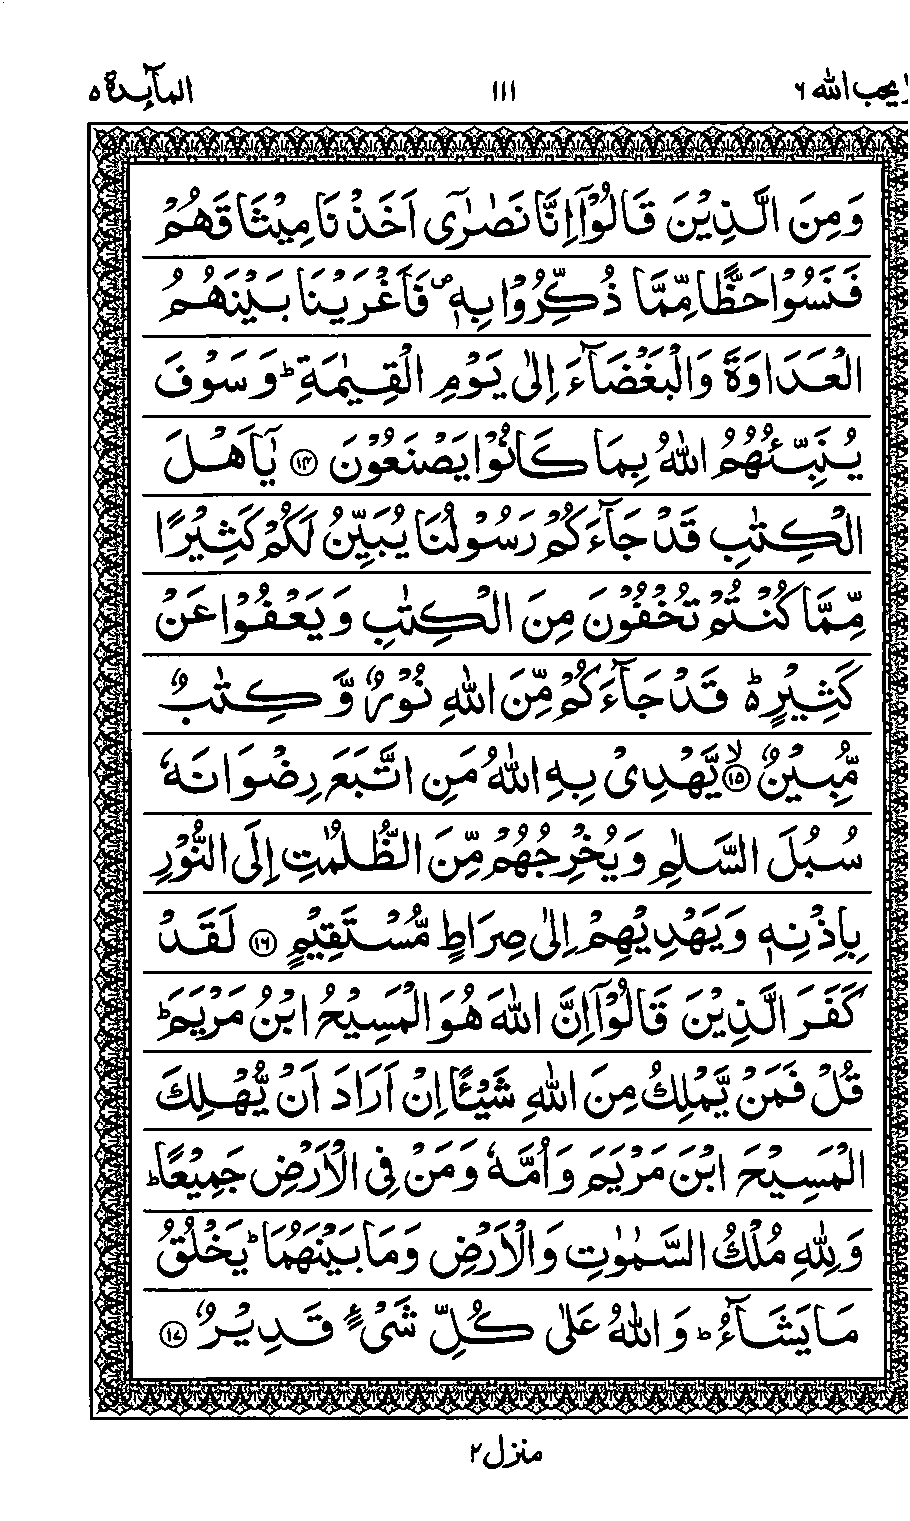 لا يحب الله ٦ ١١١ المآىِٕدة ٥
وَمِنَ الَّذِيْنَ قَالُوْۤا اِنَّا نَصٰرٰۤى اَخَذْنَا مِيْثَاقَهُمْ
فَنَسُوْا حَظًّا مِّمَّا ذُكِّرُوْا بِهٖ ۪ فَاَغْرَيْنَا بَيْنَهُمُ
الْعَدَاوَةَ وَالْبَغْضَآءَ اِلٰى يَوْمِ الْقِيٰمَةِ ؕ وَسَوْفَ
يُنَبِّئُهُمُ اللّٰهُ بِمَا كَانُوْا يَصْنَعُوْنَ ۝١٤ يٰۤاَهْلَ
الْكِتٰبِ قَدْ جَآءَكُمْ رَسُوْلُنَا يُبَيِّنُ لَكُمْ كَثِيْرًا
مِّمَّا كُنْتُمْ تُخْفُوْنَ مِنَ الْكِتٰبِ وَيَعْفُوْا عَنْ
كَثِيْرٍ ؕ۬ قَدْ جَآءَكُمْ مِّنَ اللّٰهِ نُوْرٌ وَّكِتٰبٌ
مُّبِيْنٌ ۝١٥ۙ يَّهْدِىْ بِهِ اللّٰهُ مَنِ اتَّبَعَ رِضْوَانَهٗ
سُبُلَ السَّلٰمِ وَيُخْرِجُهُمْ مِّنَ الظُّلُمٰتِ اِلَى النُّوْرِ
بِاِذْنِهٖ وَيَهْدِيْهِمْ اِلٰى صِرَاطٍ مُّسْتَقِيْمٍ ۝١٦ لَقَدْ
كَفَرَ الَّذِيْنَ قَالُوْۤا اِنَّ اللّٰهَ هُوَ الْمَسِيْحُ ابْنُ مَرْيَمَ ؕ
قُلْ فَمَنْ يَّمْلِكُ مِنَ اللّٰهِ شَيْـًٔا اِنْ اَرَادَ اَنْ يُّهْلِكَ
الْمَسِيْحَ ابْنَ مَرْيَمَ وَاُمَّهٗ وَمَنْ فِى الْاَرْضِ جَمِيْعًا ؕ
وَلِلّٰهِ مُلْكُ السَّمٰوٰتِ وَالْاَرْضِ وَمَا بَيْنَهُمَا ؕ يَخْلُقُ
مَا يَشَآءُ ؕ وَاللّٰهُ عَلٰى كُلِّ شَىْءٍ قَدِيْرٌ ۝١٧
منزل ٢